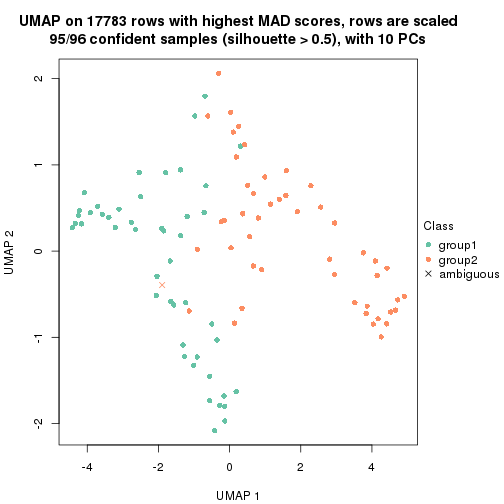 UMAP on 17783 rows with highest MAD scores, rows are scaled
95/96 confident samples (silhouette > 0.5), with 10 PCs
2
1
0
-1
-2
UMAP 2
-4
-2
0
2
4
UMAP 1
Class
group1
group2
ambiguous